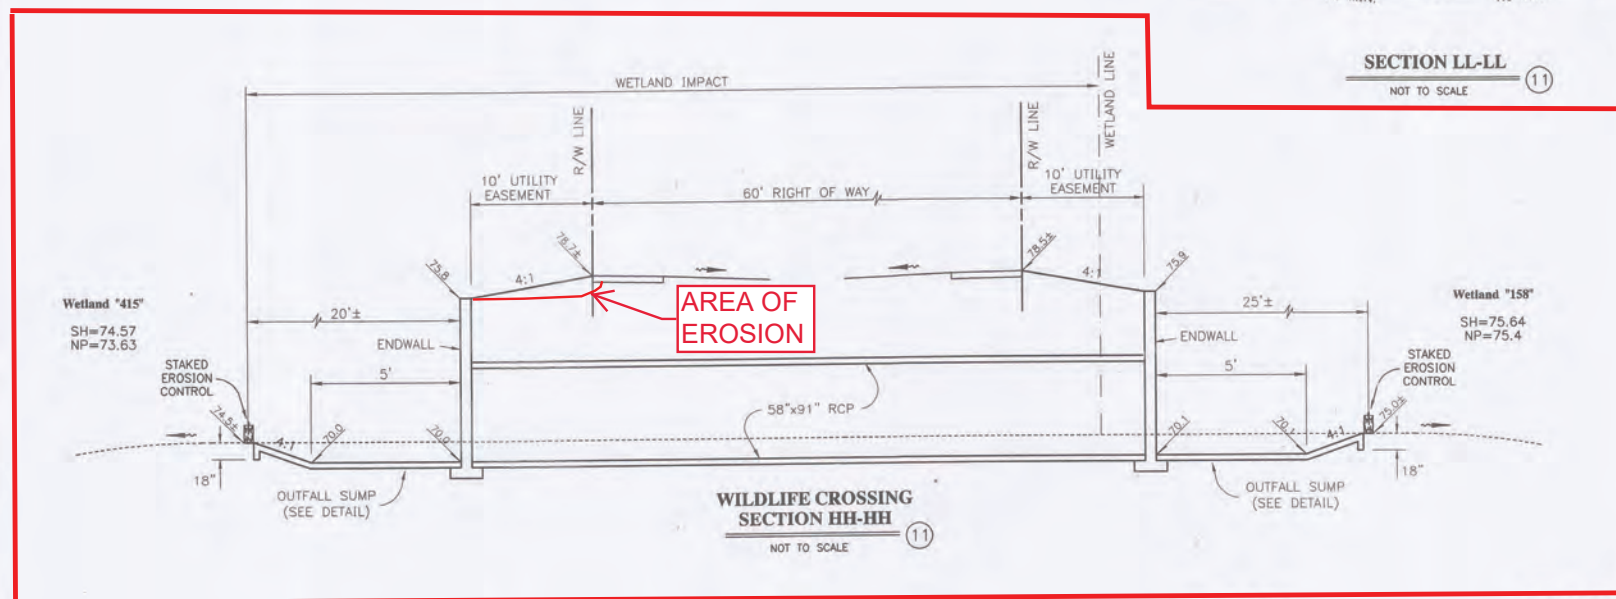 SECTION LL-LL
11
NOT TO SCALE
WETLAND IMPACT
WETLAND LINE
R/W LINE
R/W LINE
10' UTILITY
EASEMENT
60' RIGHT OF WAY
10' UTILITY
EASEMENT
75.8
78.7±
78.5±
75.9
4:1
4:1
AREA OF
EROSION
Wetland "415"
SH=74.57
NP=73.63
20'±
ENDWALL
5'
STAKED
EROSION
CONTROL
74.5±
4:1
70.0
70.0
18"
OUTFALL SUMP
(SEE DETAIL)
58"x91" RCP
Wetland "158"
SH=75.64
NP=75.4
25'±
ENDWALL
5'
STAKED
EROSION
CONTROL
75.0±
4:1
70.1
70.1
18"
OUTFALL SUMP
(SEE DETAIL)
WILDLIFE CROSSING
SECTION HH-HH
11
NOT TO SCALE